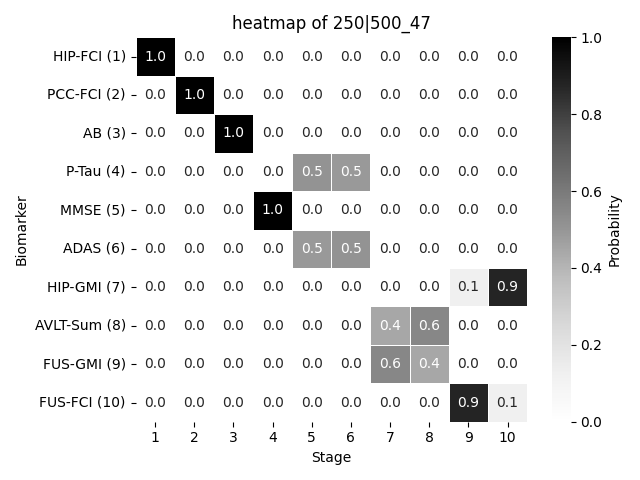 heatmap of 250|500_47
HIP-FCI (1) 1.0 0.0 0.0 0.0 0.0 0.0 0.0 0.0 0.0 0.0
PCC-FCI (2) 0.0 1.0 0.0 0.0 0.0 0.0 0.0 0.0 0.0 0.0
AB (3) 0.0 0.0 1.0 0.0 0.0 0.0 0.0 0.0 0.0 0.0
P-Tau (4) 0.0 0.0 0.0 0.0 0.5 0.5 0.0 0.0 0.0 0.0
MMSE (5) 0.0 0.0 0.0 1.0 0.0 0.0 0.0 0.0 0.0 0.0
ADAS (6) 0.0 0.0 0.0 0.0 0.5 0.5 0.0 0.0 0.0 0.0
HIP-GMI (7) 0.0 0.0 0.0 0.0 0.0 0.0 0.0 0.0 0.1 0.9
AVLT-Sum (8) 0.0 0.0 0.0 0.0 0.0 0.0 0.4 0.6 0.0 0.0
FUS-GMI (9) 0.0 0.0 0.0 0.0 0.0 0.0 0.6 0.4 0.0 0.0
FUS-FCI (10) 0.0 0.0 0.0 0.0 0.0 0.0 0.0 0.0 0.9 0.1
1 2 3 4 5 6 7 8 9 10
Stage
Biomarker
1.0
0.8
0.6
0.4
0.2
0.0
Probability